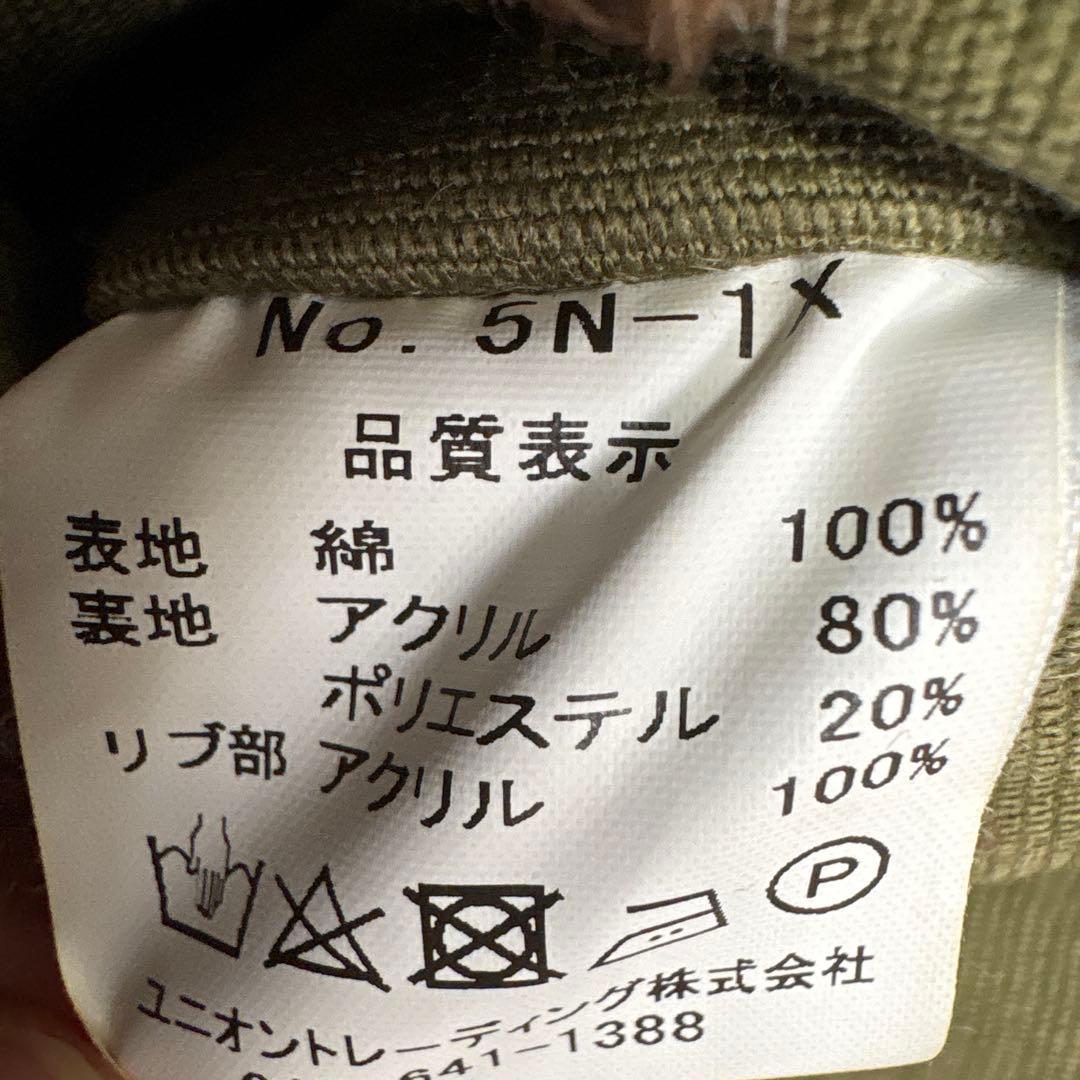 No. 5N-1X
品質表示
表地 綿 100%
裏地 アクリル 80%
ポリエステル 20%
リブ部 アクリル 100%
P
ユニオントレーディング株式会社
641-1388